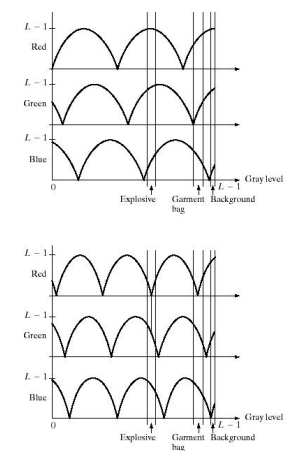 L − 1
Red
L − 1
Green
L − 1
Blue
Gray level
0
L − 1
Explosive
Garment
bag
Background
L − 1
Red
L − 1
Green
L − 1
Blue
Gray level
0
L − 1
Explosive
Garment
bag
Background